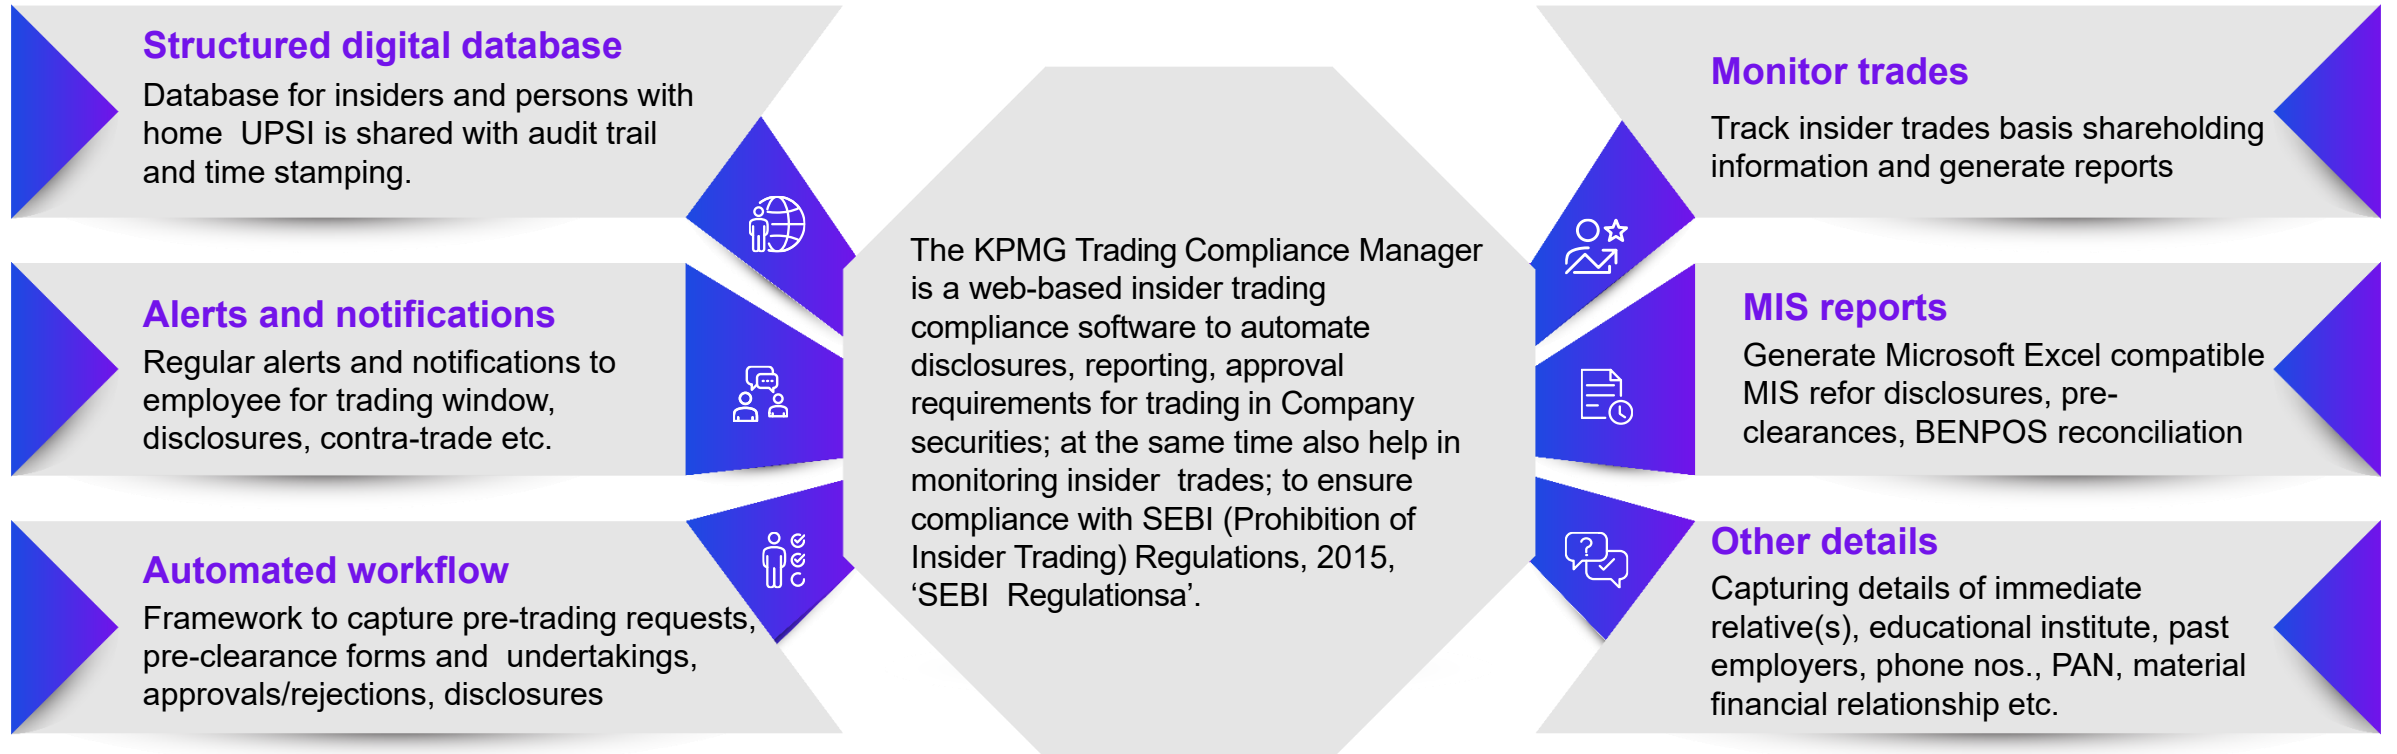 Structured digital database
Database for insiders and persons with
home  UPSI is shared with audit trail
and time stamping.
Alerts and notifications
Regular alerts and notifications to
employee for trading window,
disclosures, contra-trade etc.
Automated workflow
Framework to capture pre-trading requests,
pre-clearance forms and  undertakings,
approvals/rejections, disclosures
The KPMG Trading Compliance Manager
is a web-based insider trading
compliance software to automate
disclosures, reporting, approval
requirements for trading in Company
securities; at the same time also help in
monitoring insider  trades; to ensure
compliance with SEBI (Prohibition of
Insider Trading) Regulations, 2015,
‘SEBI  Regulationsa’.
Monitor trades
Track insider trades basis shareholding
information and generate reports
MIS reports
Generate Microsoft Excel compatible
MIS refor disclosures, pre-
clearances, BENPOS reconciliation
Other details
Capturing details of immediate
relative(s), educational institute, past
employers, phone nos., PAN, material
financial relationship etc.